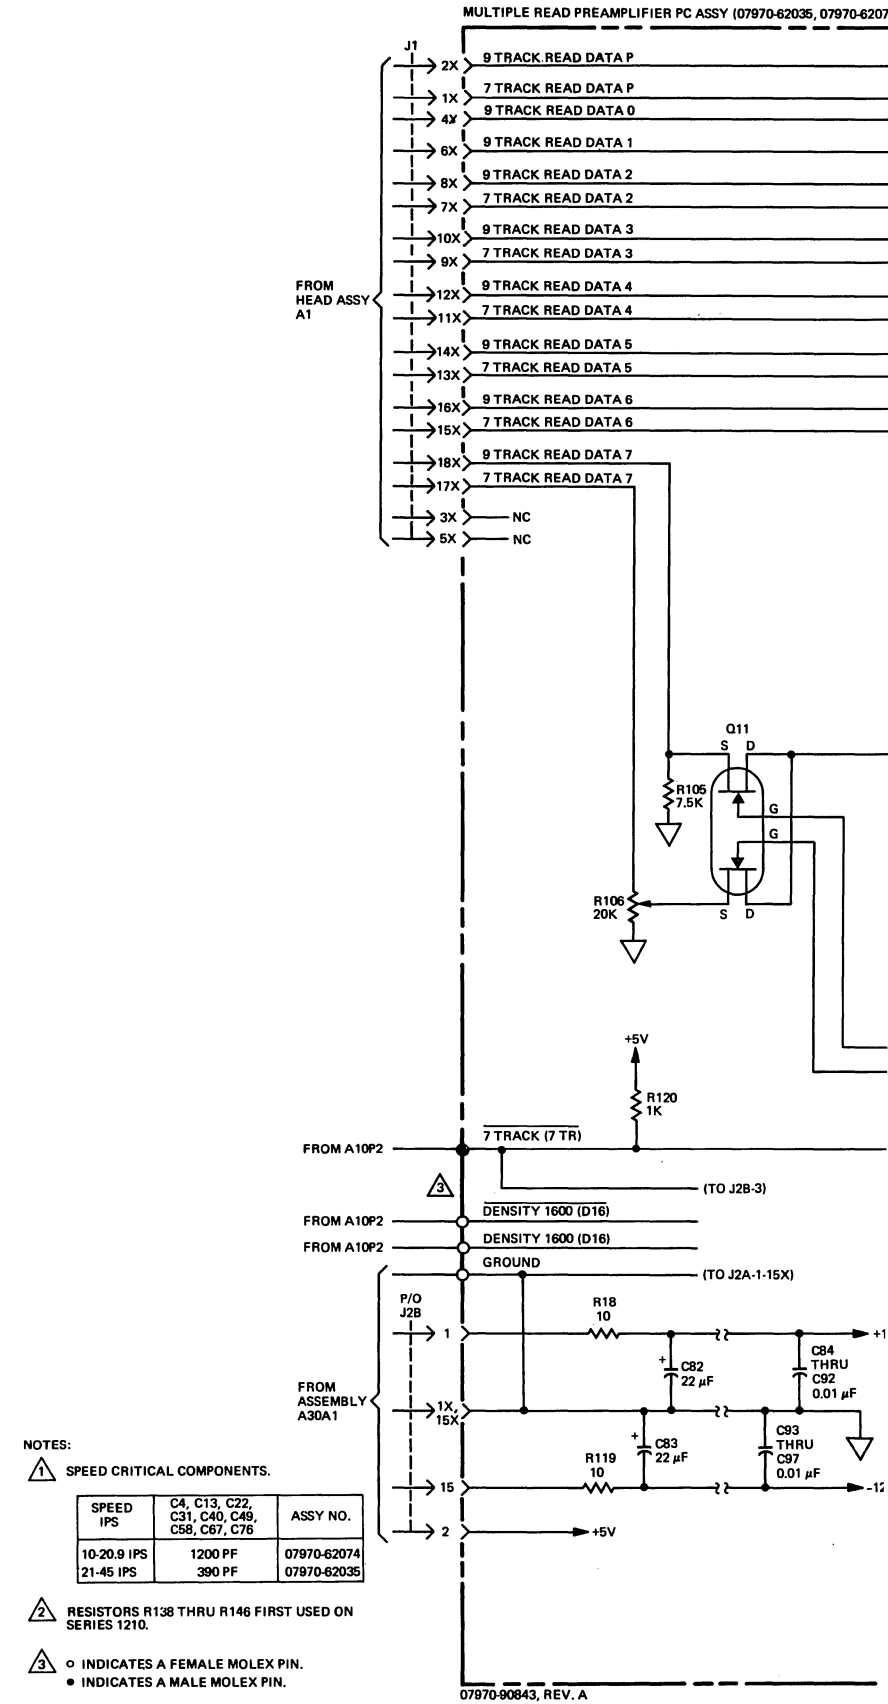 MULTIPLE READ PREAMPLIFIER PC ASSY (07970-62035, 07970-6207
J1
2X 9 TRACK READ DATA P
1X 7 TRACK READ DATA P
4X 9 TRACK READ DATA 0
6X 9 TRACK READ DATA 1
8X 9 TRACK READ DATA 2
7X 7 TRACK READ DATA 2
10X 9 TRACK READ DATA 3
9X 7 TRACK READ DATA 3
FROM
HEAD ASSY
A1
12X 9 TRACK READ DATA 4
11X 7 TRACK READ DATA 4
14X 9 TRACK READ DATA 5
13X 7 TRACK READ DATA 5
16X 9 TRACK READ DATA 6
15X 7 TRACK READ DATA 6
18X 9 TRACK READ DATA 7
17X 7 TRACK READ DATA 7
3X NC
5X NC
Q11
S D
R105
7.5K
G
G
R106
20K
S D
+5V
R120
1K
7 TRACK (7 TR)
FROM A10P2
3
(TO J2B-3)
DENSITY 1600 (D16)
FROM A10P2
DENSITY 1600 (D16)
FROM A10P2
GROUND
(TO J2A-1-15X)
P/O
J2B
R18
10
1
+1
C82
+
22 µF
C84
THRU
C92
0.01 µF
FROM
ASSEMBLY
A30A1
1X,
15X
C83
+
22 µF
C93
THRU
C97
0.01 µF
R119
10
15
-12
2
+5V
NOTES:
1 SPEED CRITICAL COMPONENTS.
SPEED
IPS
C4, C13, C22,
C31, C40, C49,
C58, C67, C76
ASSY NO.
10-20.9 IPS 1200 PF 07970-62074
21-45 IPS 390 PF 07970-62035
2 RESISTORS R138 THRU R146 FIRST USED ON
SERIES 1210.
3 o INDICATES A FEMALE MOLEX PIN.
● INDICATES A MALE MOLEX PIN.
07970-90843, REV. A